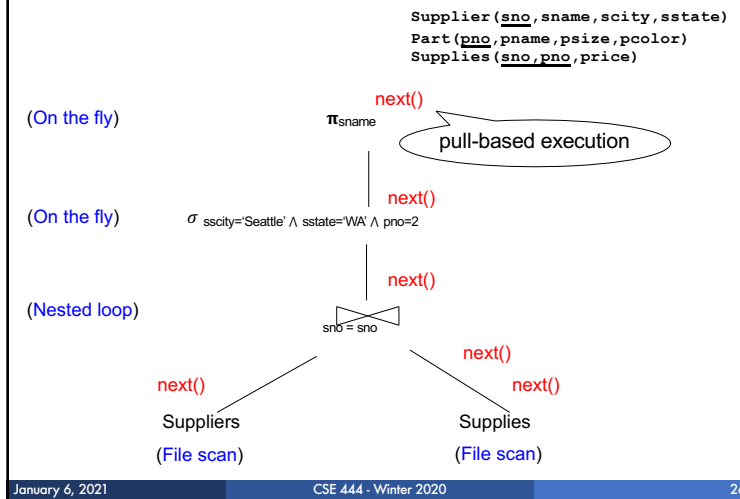 Supplier(sno,sname,scity,sstate)
Part(pno,pname,psize,pcolor)
Supplies(sno,pno,price)
next()
(On the fly) πsname
pull-based execution
next()
(On the fly) σ sscity=‘Seattle’ ∧ sstate=‘WA’ ∧ pno=2
next()
(Nested loop)
sno = sno
next()
next() next()
Suppliers Supplies
(File scan) (File scan)
January 6, 2021 CSE 444 - Winter 2020